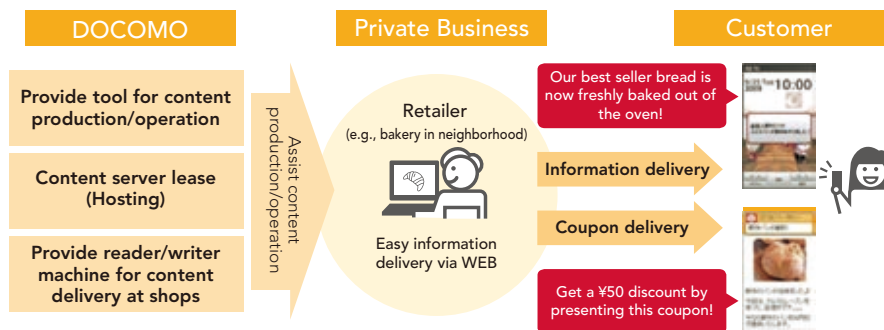 DOCOMO
Private Business
Customer
Provide tool for content
production/operation
Content server lease
(Hosting)
Provide reader/writer
machine for content
delivery at shops
Assist content
production/operation
Retailer
(e.g., bakery in neighborhood)
Easy information
delivery via WEB
Our best seller bread is
now freshly baked out of
the oven!
Information delivery
Coupon delivery
Get a ¥50 discount by
presenting this coupon!
10:00